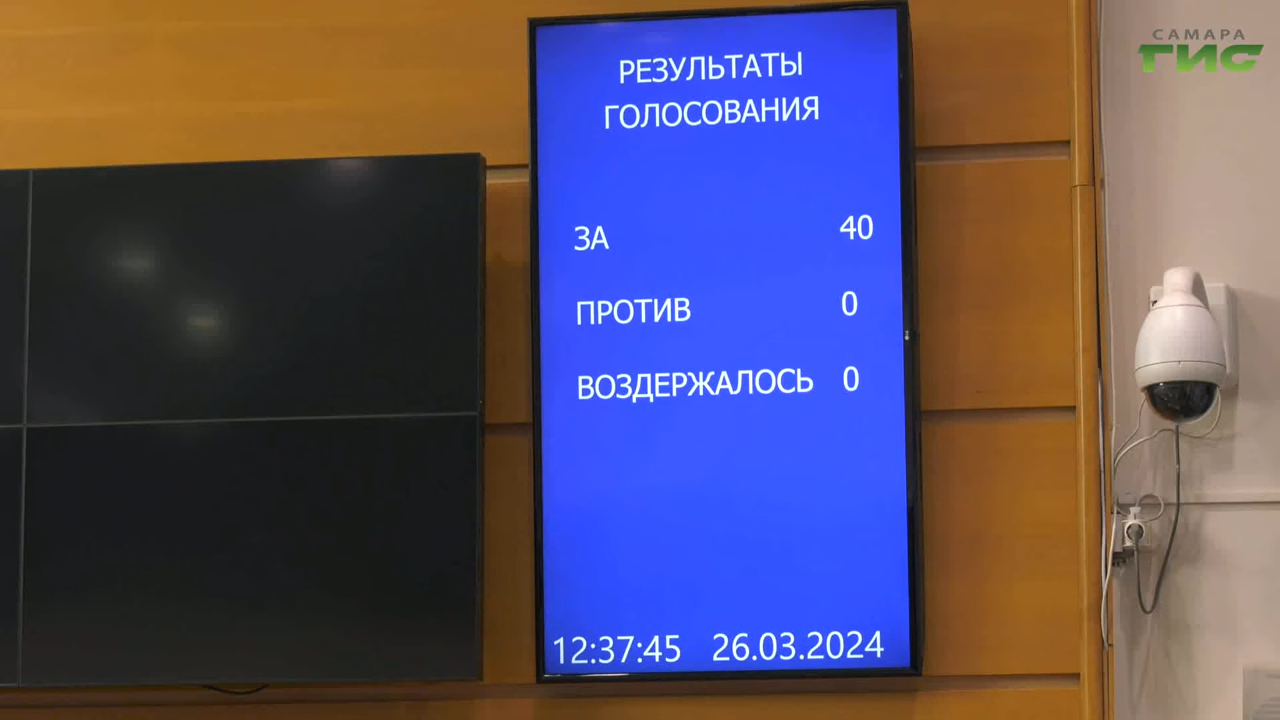 САМАРА
ГИС
РЕЗУЛЬТАТЫ
ГОЛОСОВАНИЯ
ЗА 40
ПРОТИВ 0
ВОЗДЕРЖАЛОСЬ 0
12:37:45 26.03.2024